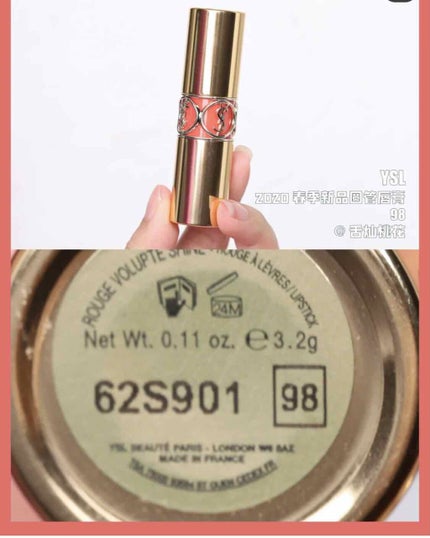 YSL
2020 春季新品圆管唇膏
98
@ 舌灿桃花
ROUGE VOLUPTE SHINE - ROUGE À LÈVRES / LIPSTICK
24M
Net Wt. 0.11 oz. e 3.2g
62S901 98
YSL BEAUTÉ PARIS - LONDON W6 8AZ
MADE IN FRANCE